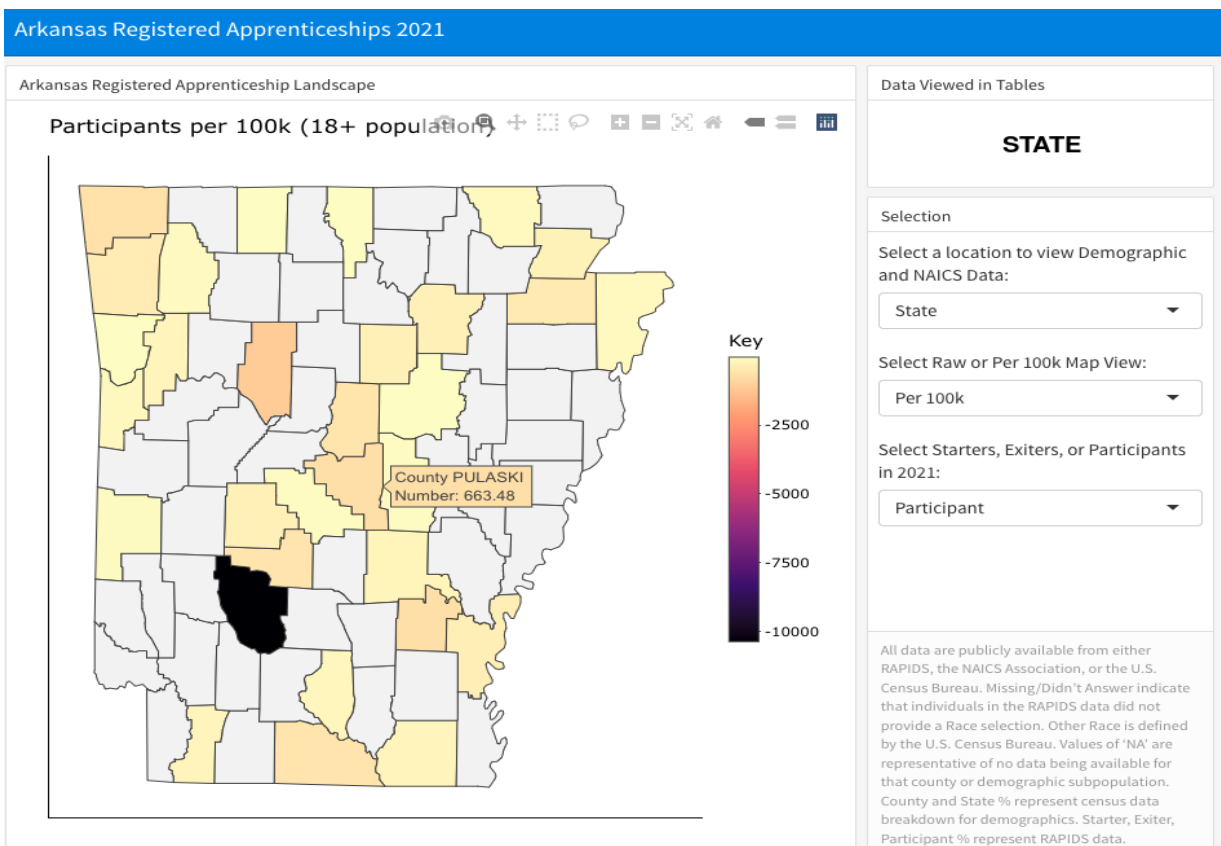 Arkansas Registered Apprenticeships 2021
Arkansas Registered Apprenticeship Landscape
Participants per 100k (18+ population)
County PULASKI
Number: 663.48
Key
-2500
-5000
-7500
-10000
Data Viewed in Tables
STATE
Selection
Select a location to view Demographic
and NAICS Data:
State
Select Raw or Per 100k Map View:
Per 100k
Select Starters, Exiters, or Participants
in 2021:
Participant
All data are publicly available from either
RAPIDS, the NAICS Association, or the U.S.
Census Bureau. Missing/Didn't Answer indicate
that individuals in the RAPIDS data did not
provide a Race selection. Other Race is defined
by the U.S. Census Bureau. Values of ‘NA’ are
representative of no data being available for
that county or demographic subpopulation.
County and State % represent census data
breakdown for demographics. Starter, Exiter,
Participant % represent RAPIDS data.